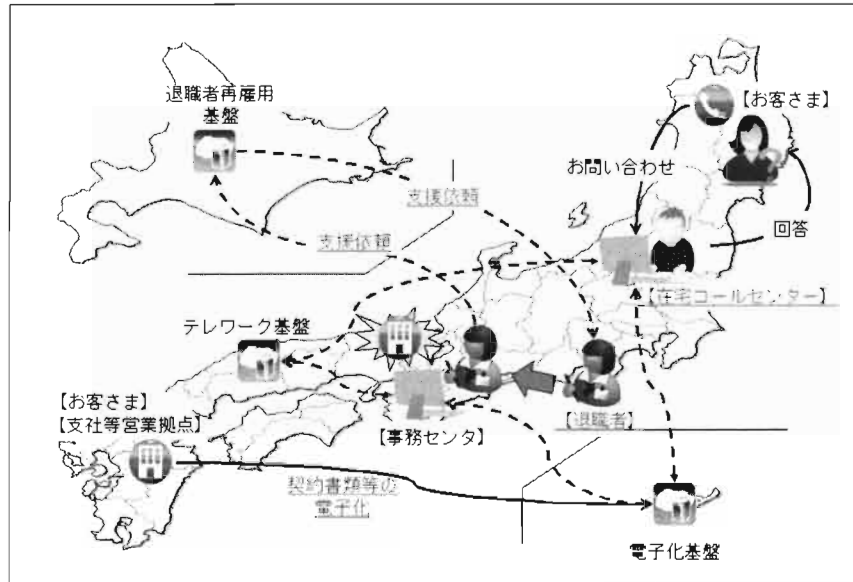 退職者再雇用
基盤
【お客さま】
お問い合わせ
支援依頼
支援依頼
回答
【在宅コールセンター】
テレワーク基盤
【お客さま】
【支社等営業拠点】
【事務センタ】
【退職者】
契約書類等の
電子化
電子化基盤